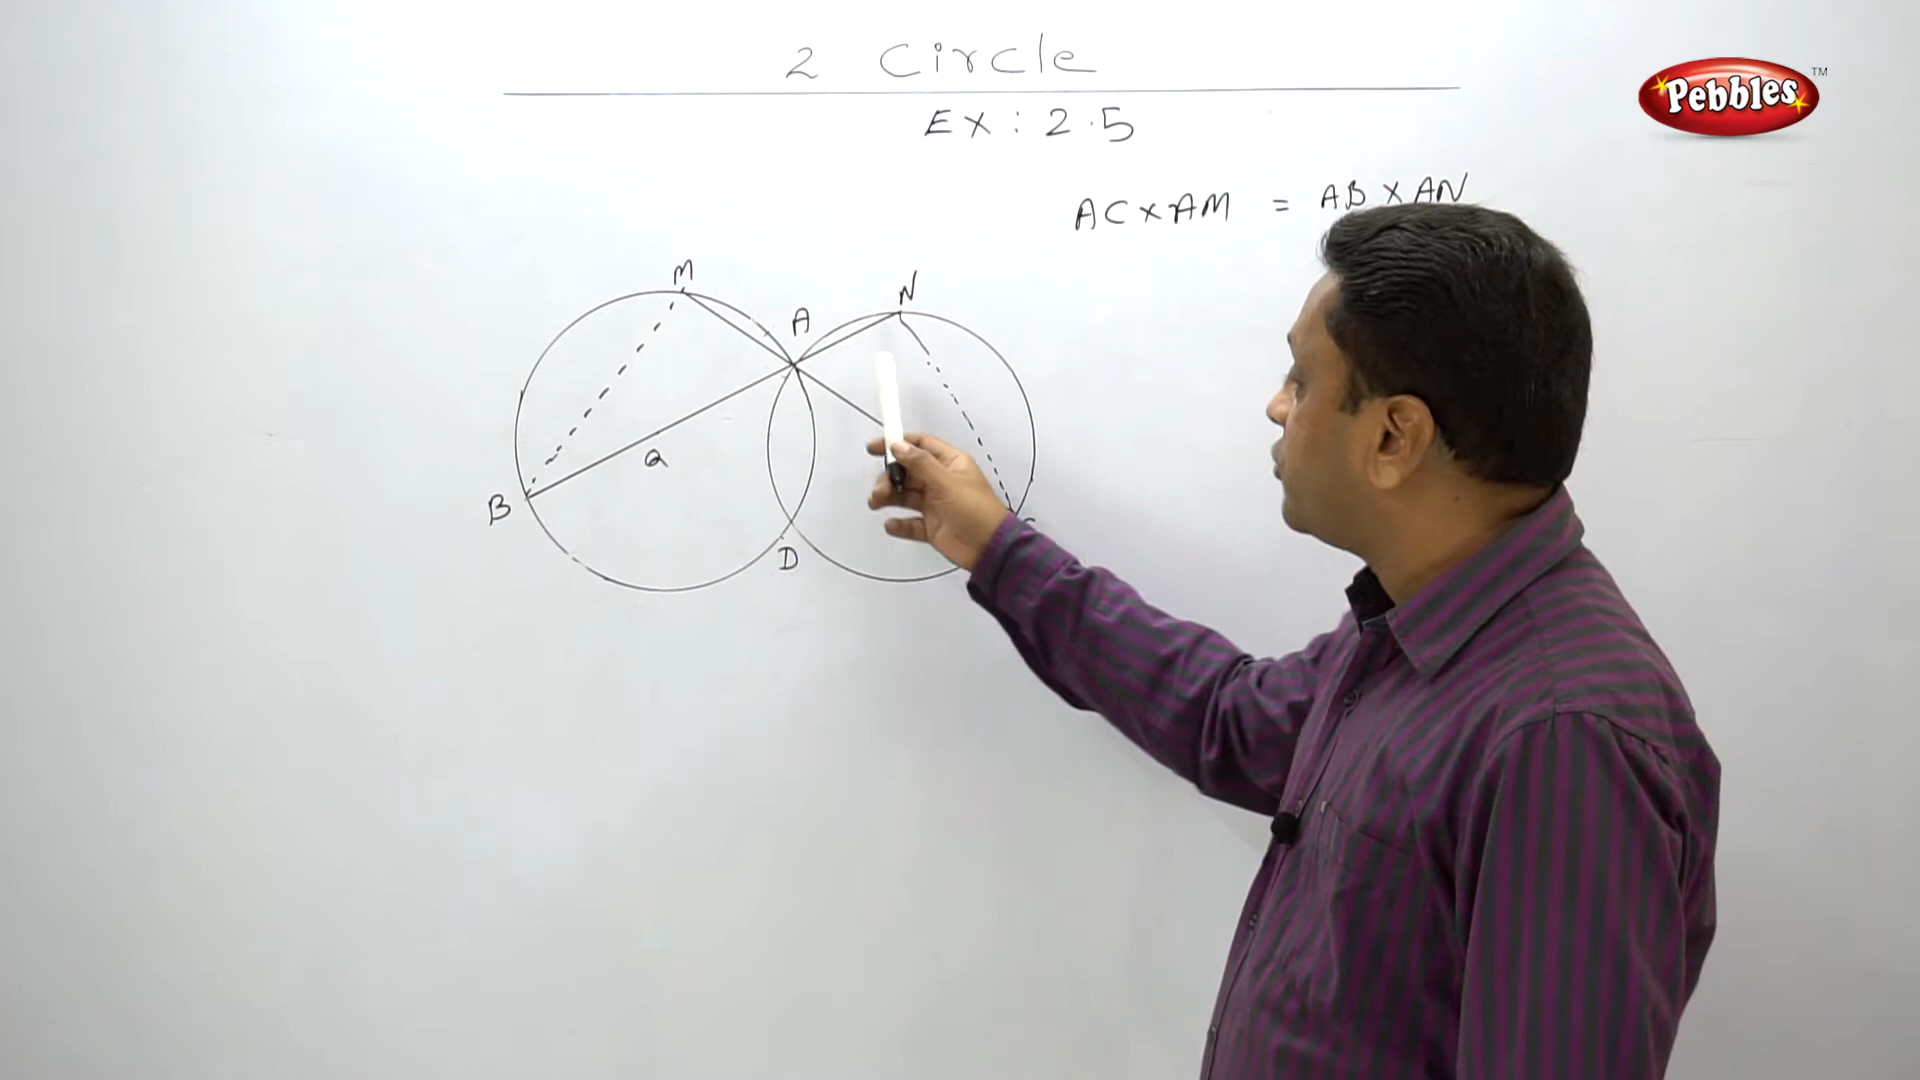 2 Circle
Ex : 2.5
Pebbles TM
AC × AM = AB × AN
M
N
A
Q
B
D